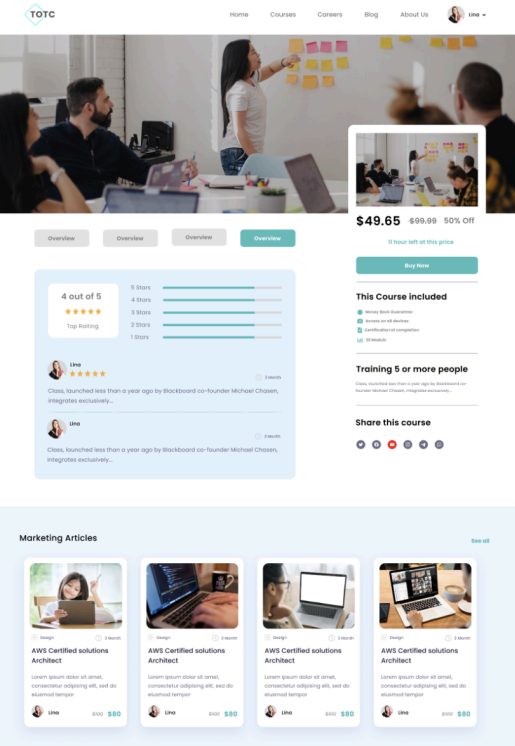 TOTC
Home Courses Careers Blog About Us Lina
$49.65 $99.99 50% Off
11 hour left at this price
Buy Now
This Course included
Money Back Guarantee
Access on all devices
Certification of completion
32 Moduls
Training 5 or more people
Class, launched less than a year ago by Blackboard co-
founder Michael Chasen, integrates exclusively...
Share this course
Overview Overview Overview Overview
4 out of 5
Top Raiting
5 Stars
4 Stars
3 Stars
2 Stars
1 Stars
Lina
3 Month
Class, launched less than a year ago by Blackboard co-founder Michael Chasen,
integrates exclusively...
Lina
3 Month
Class, launched less than a year ago by Blackboard co-founder Michael Chasen,
integrates exclusively...
Marketing Articles
See all
Design 3 Month
AWS Certified solutions
Architect
Lorem ipsum dolor sit amet,
consectetur adipising elit, sed do
eiusmod tempor
Lina $100 $80
Design 3 Month
AWS Certified solutions
Architect
Lorem ipsum dolor sit amet,
consectetur adipising elit, sed do
eiusmod tempor
Lina $100 $80
Design 3 Month
AWS Certified solutions
Architect
Lorem ipsum dolor sit amet,
consectetur adipising elit, sed do
eiusmod tempor
Lina $100 $80
Design 3 Month
AWS Certified solutions
Architect
Lorem ipsum dolor sit amet,
consectetur adipising elit, sed do
eiusmod tempor
Lina $100 $80